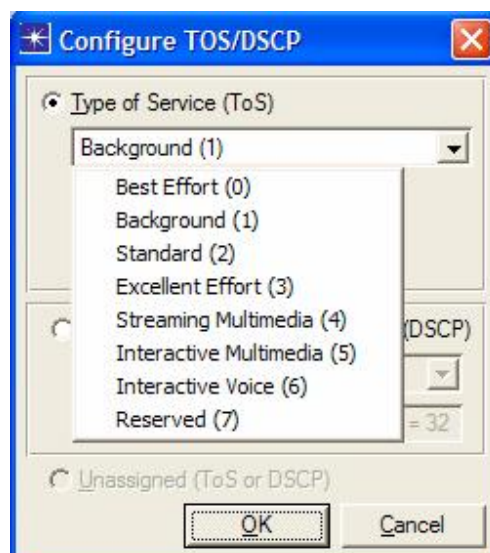 Configure TOS/DSCP
Type of Service (ToS)
Background (1)
Best Effort (0)
Background (1)
Standard (2)
Excellent Effort (3)
Streaming Multimedia (4)
(DSCP)
Interactive Multimedia (5)
Interactive Voice (6)
Reserved (7)
= 32
Unassigned (ToS or DSCP)
OK Cancel